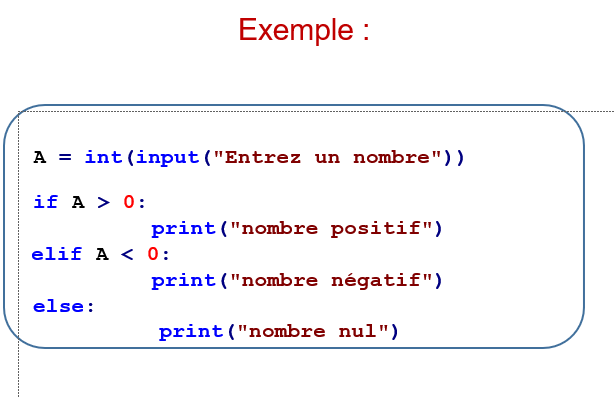 Exemple :
A = int(input("Entrez un nombre"))
if A > 0:
print("nombre positif")
elif A < 0:
print("nombre négatif")
else:
print("nombre nul")